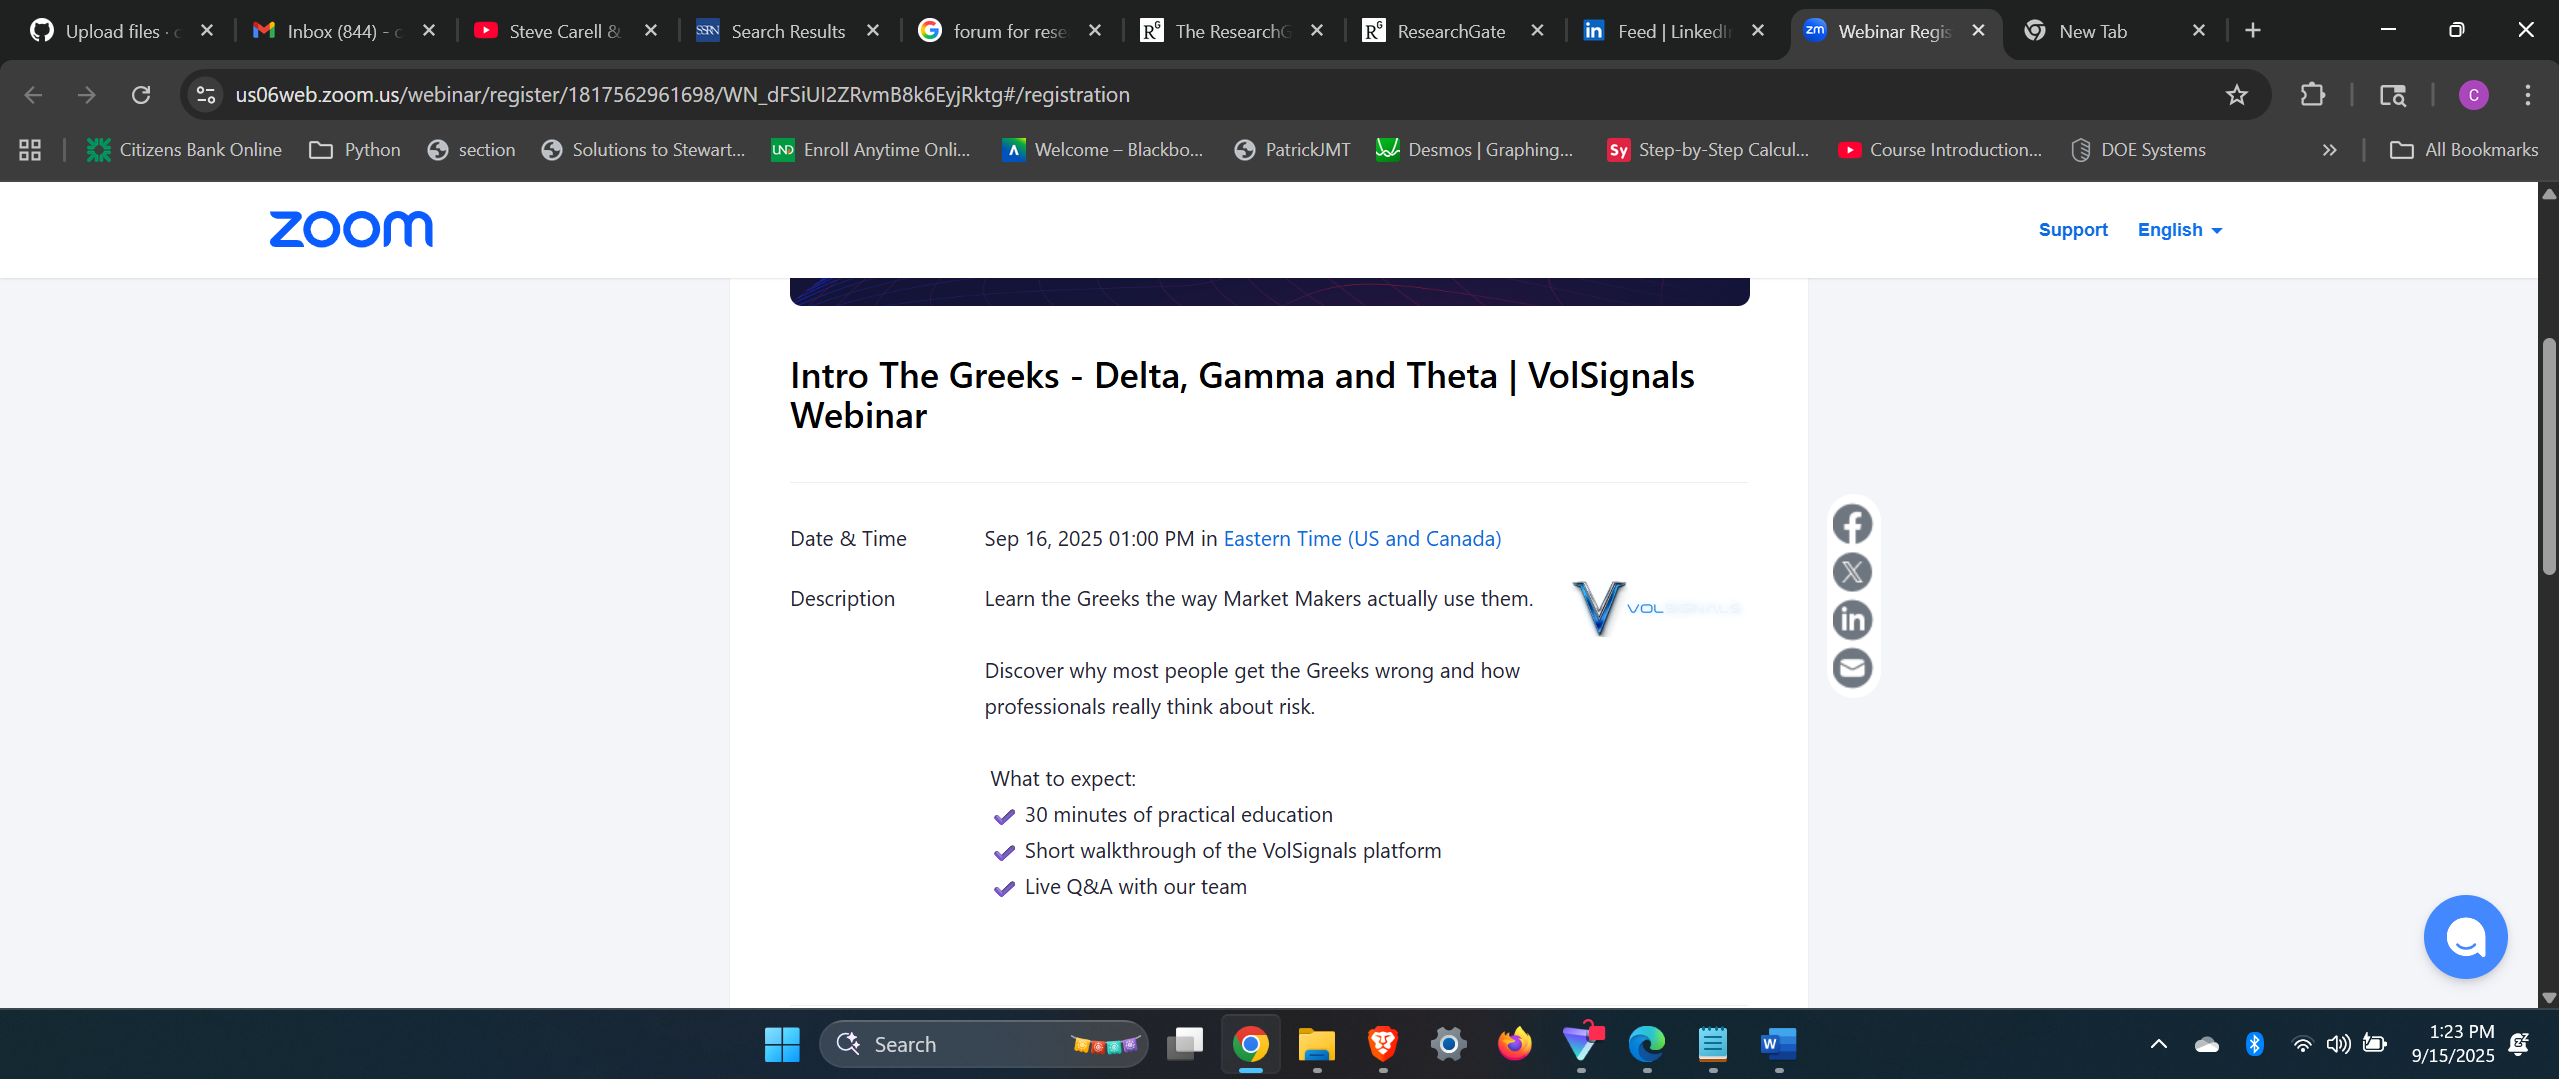 Upload files · c
Inbox (844) - c
Steve Carell &
SSRN
Search Results
forum for rese
The ResearchG
ResearchGate
Feed | LinkedIn
Webinar Regis
New Tab
us06web.zoom.us/webinar/register/1817562961698/WN_dFSiUI2ZRvmB8k6EyjRktg#/registration
C
Citizens Bank Online
Python
section
Solutions to Stewart...
UND
Enroll Anytime Onli...
Welcome – Blackbo...
PatrickJMT
Desmos | Graphing...
Sy
Step-by-Step Calcul...
Course Introduction...
DOE Systems
All Bookmarks
zoom
Support
English
Intro The Greeks - Delta, Gamma and Theta | VolSignals
Webinar
Date & Time
Sep 16, 2025 01:00 PM in Eastern Time (US and Canada)
Description
Learn the Greeks the way Market Makers actually use them.
VOLSIGNALS
Discover why most people get the Greeks wrong and how
professionals really think about risk.
What to expect:
30 minutes of practical education
Short walkthrough of the VolSignals platform
Live Q&A with our team
Search
1:23 PM
9/15/2025